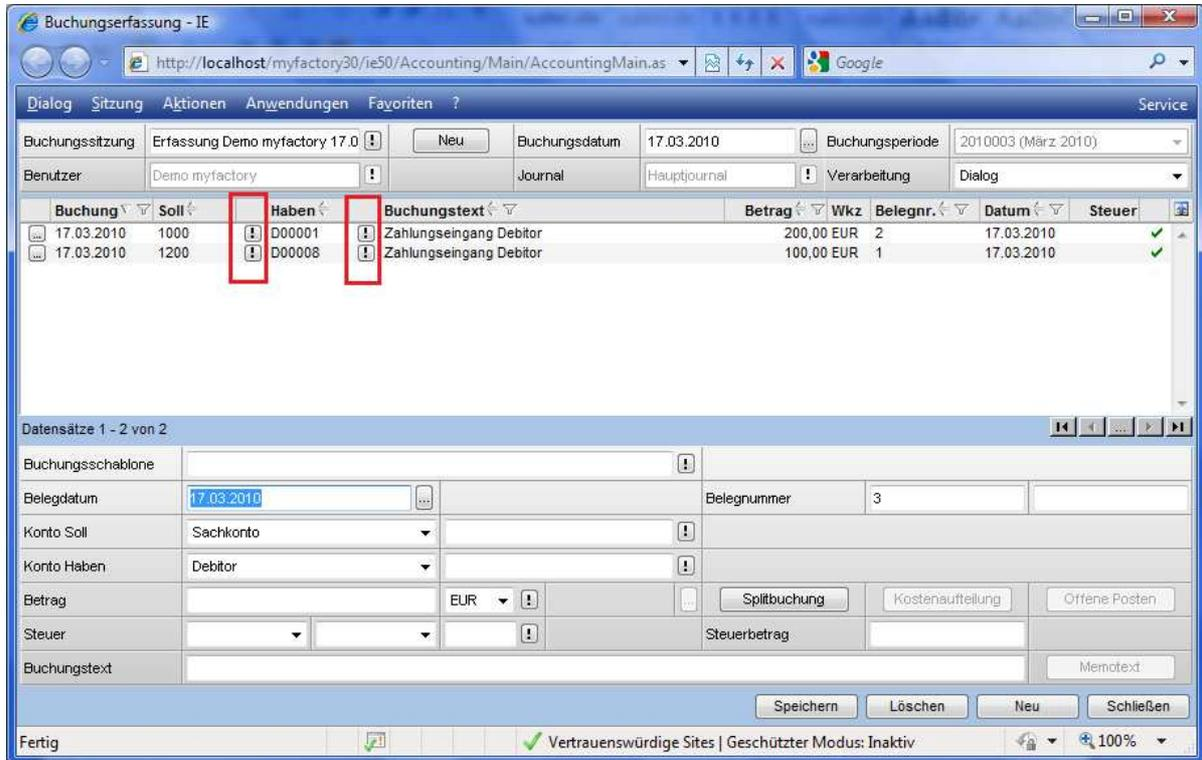 Buchungserfassung - IE
http://localhost/myfactory30/ie50/Accounting/Main/AccountingMain.as Google
Dialog Sitzung Aktionen Anwendungen Favoriten ? Service
Buchungssitzung Erfassung Demo myfactory 17.0 ! Neu Buchungsdatum 17.03.2010 ... Buchungsperiode 2010003 (März 2010)
Benutzer Demo myfactory ! Journal Hauptjournal ! Verarbeitung Dialog
Buchung Soll Haben Buchungstext Betrag Wkz Belegnr. Datum Steuer
... 17.03.2010 1000 ! D00001 ! Zahlungseingang Debitor 200,00 EUR 2 17.03.2010
... 17.03.2010 1200 ! D00008 ! Zahlungseingang Debitor 100,00 EUR 1 17.03.2010
Datensätze 1 - 2 von 2 ...
Buchungsschablone !
Belegdatum 17.03.2010 ... Belegnummer 3
Konto Soll Sachkonto !
Konto Haben Debitor !
Betrag EUR ! ... Splitbuchung Kostenaufteilung Offene Posten
Steuer ! Steuerbetrag
Buchungstext Memotext
Speichern Löschen Neu Schließen
Fertig Vertrauenswürdige Sites | Geschützter Modus: Inaktiv 100%